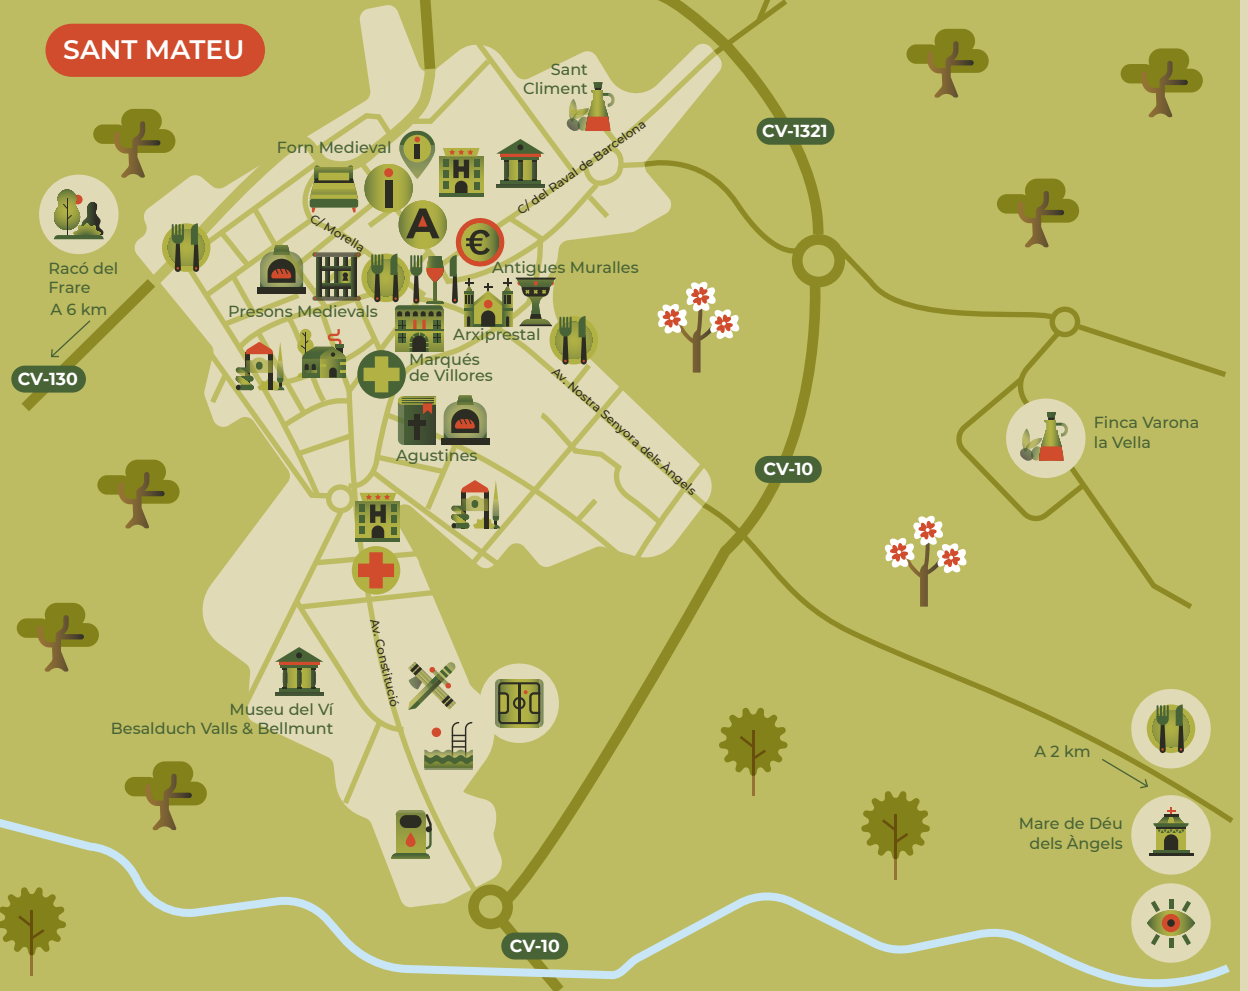 SANT MATEU
Sant
Climent
CV-1321
Forn Medieval
i
H
i
C/ del Raval de Barcelona
A
C/ Morella
€
Racó del
Frare
A 6 km
Antigues Muralles
Presons Medievals
Arxiprestal
CV-130
Marqués
de Villores
Av. Nostra Senyora dels Àngels
Finca Varona
la Vella
Agustines
CV-10
H
Av. Constitució
Museu del Ví
Besalduch Valls & Bellmunt
A 2 km
Mare de Déu
dels Àngels
CV-10